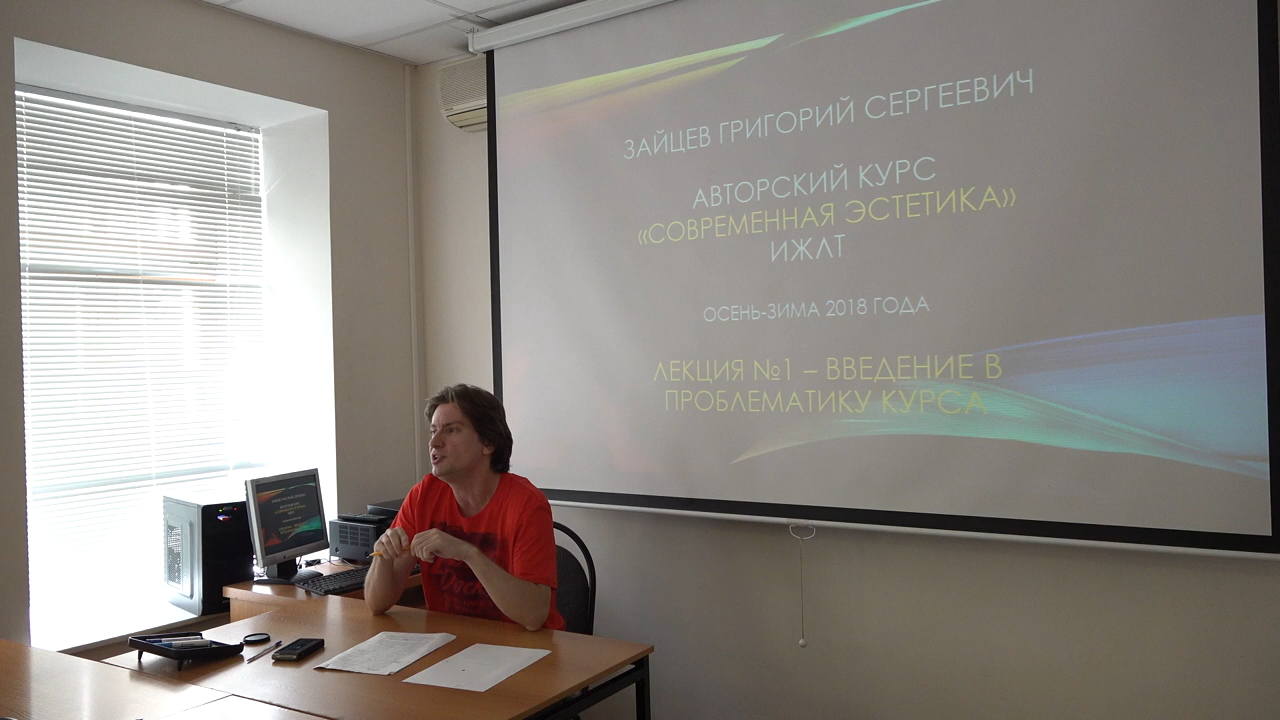 ЗАЙЦЕВ ГРИГОРИЙ СЕРГЕЕВИЧ
АВТОРСКИЙ КУРС
«СОВРЕМЕННАЯ ЭСТЕТИКА»
ИЖЛТ
ОСЕНЬ-ЗИМА 2018 ГОДА
ЛЕКЦИЯ №1 – ВВЕДЕНИЕ В
ПРОБЛЕМАТИКУ КУРСА